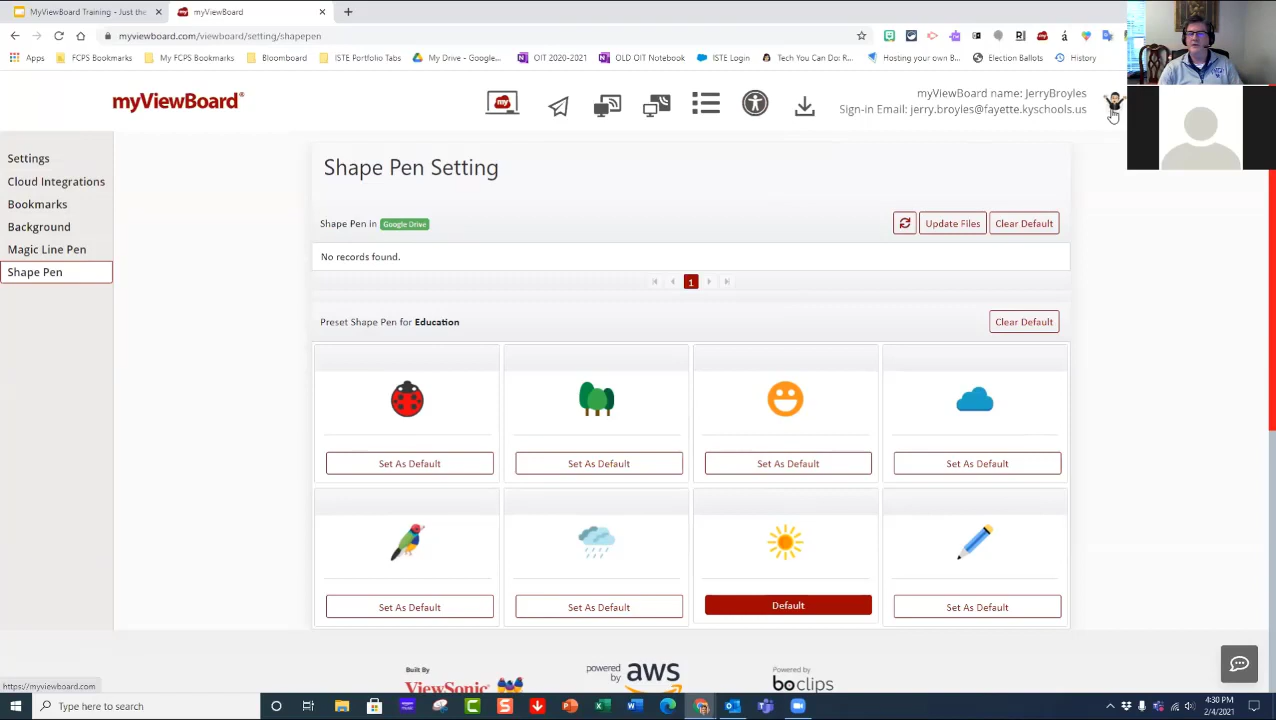 MyViewBoard Training - Just the
myViewBoard
myviewboard.com/viewboard/setting/shapepen
Apps
FCPS Bookmarks
My FCPS Bookmarks
Bloomboard
ISTE Portfolio Tabs
My Drive - Google...
OIT 2020-2021
OLD OIT Notebook
ISTE Login
Tech You Can Do: R...
Hosting your own B...
Election Ballots
History
myViewBoard®
myViewBoard name: JerryBroyles
Sign-in Email: jerry.broyles@fayette.kyschools.us
Settings
Cloud Integrations
Bookmarks
Background
Magic Line Pen
Shape Pen
Shape Pen Setting
Shape Pen in Google Drive
Update Files
Clear Default
No records found.
1
Preset Shape Pen for Education
Clear Default
Set As Default
Set As Default
Set As Default
Set As Default
Set As Default
Set As Default
Default
Set As Default
Built By
ViewSonic
powered by aws
Powered by
boclips
https://myviewboard.com
Type here to search
4:30 PM
2/4/2021